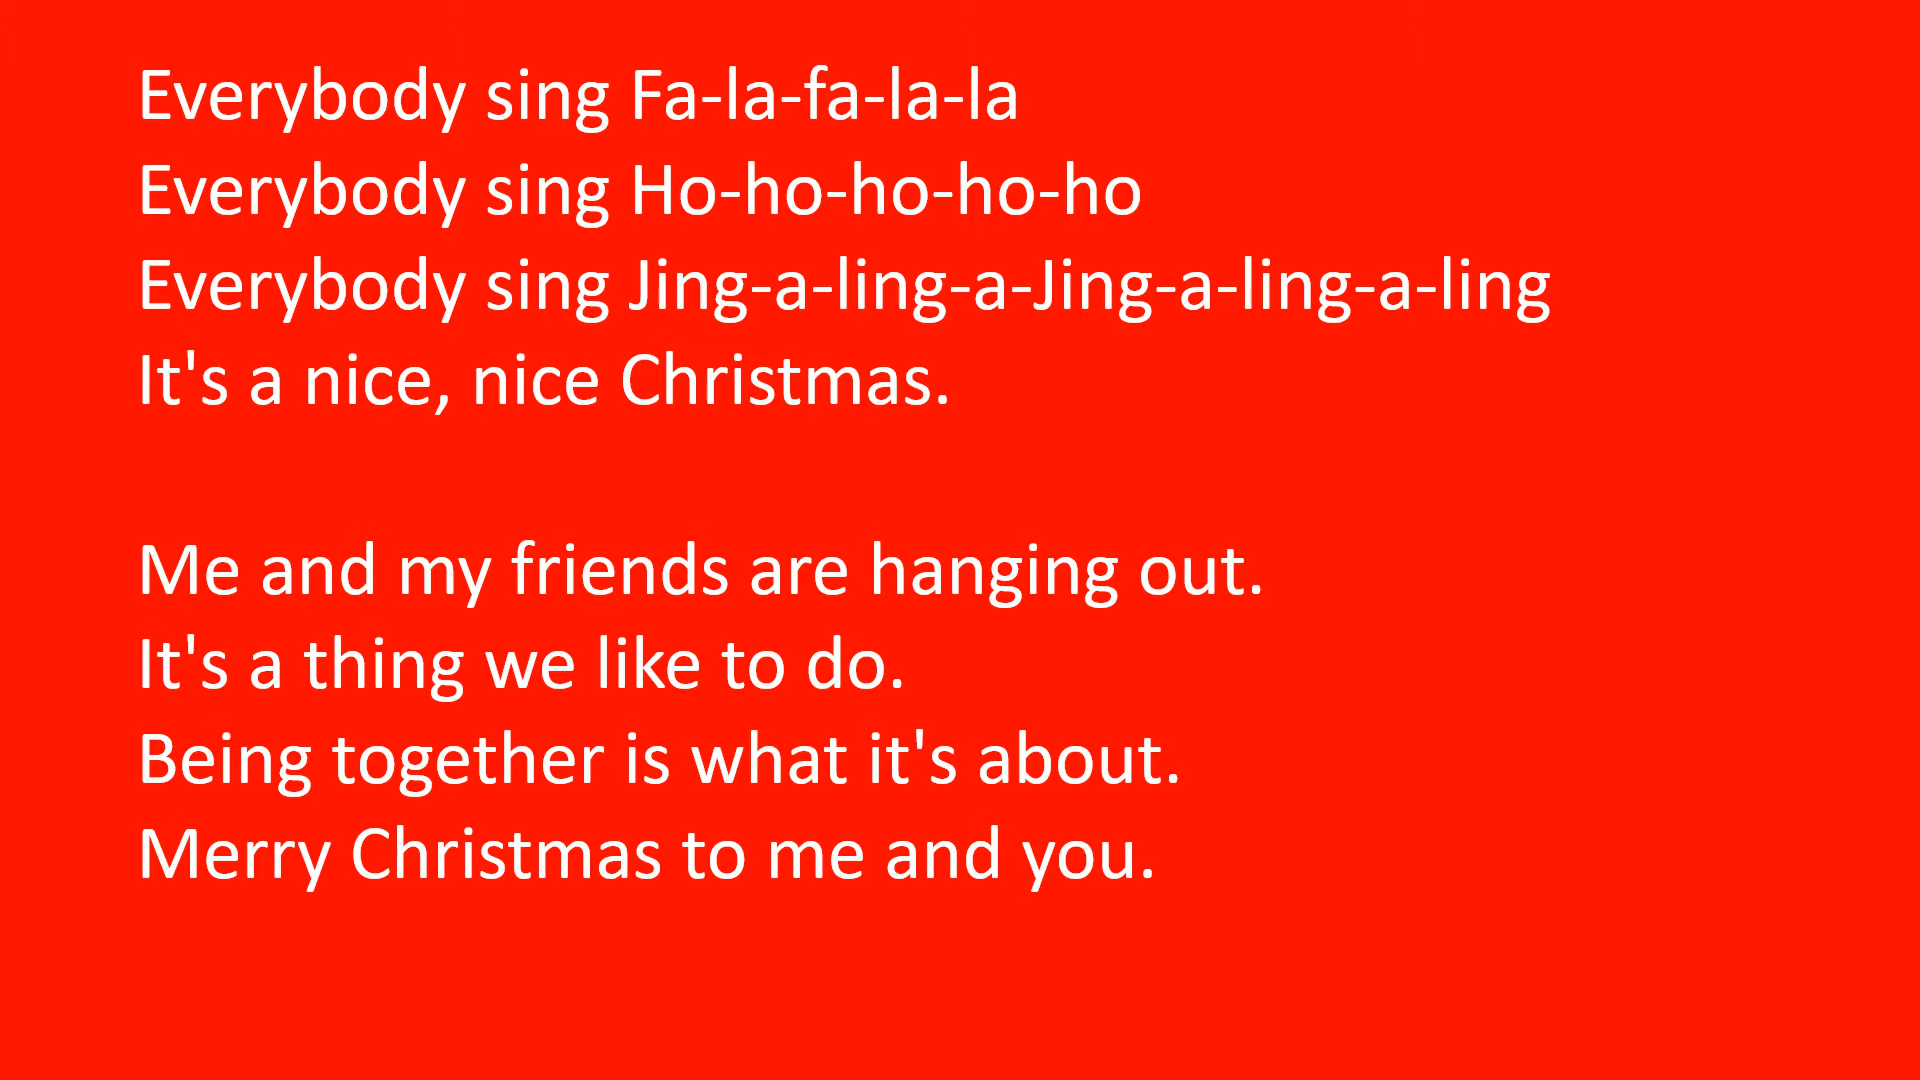 Everybody sing Fa-la-fa-la-la
Everybody sing Ho-ho-ho-ho-ho
Everybody sing Jing-a-ling-a-Jing-a-ling-a-ling
It's a nice, nice Christmas.
Me and my friends are hanging out.
It's a thing we like to do.
Being together is what it's about.
Merry Christmas to me and you.